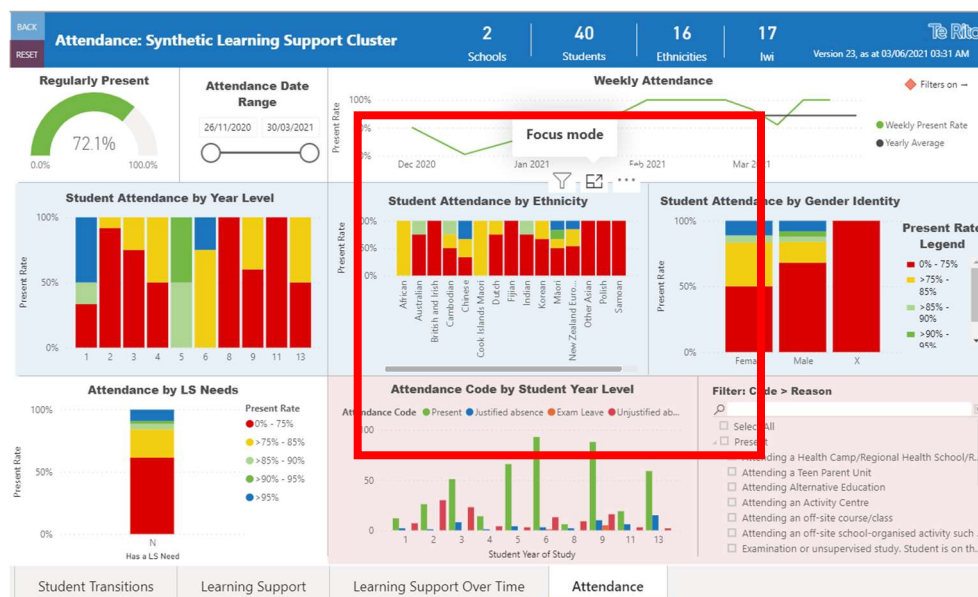 BACK
RESET
Attendance: Synthetic Learning Support Cluster
2
Schools
40
Students
16
Ethnicities
17
Iwi
Version 23, as at 03/06/2021 03:31 AM
Regularly Present
72.1%
0.0%
100.0%
Attendance Date
Range
26/11/2020
30/03/2021
Weekly Attendance
Filters on →
Present Rate
100%
Dec 2020
Jan 2021
Feb 2021
Weekly Present Rate
Yearly Average
Focus mode
Student Attendance by Year Level
Present Rate
100%
50%
0%
1 2 3 4 5 6 8 9 11 13
Student Attendance by Ethnicity
Present Rate
50%
0%
African
Australian
British and Irish
Cambodian
Chinese
Cook Islands Maori
Dutch
Fijian
Indian
Korean
Māori
New Zealand Euro...
Other Asian
Polish
Samoan
Student Attendance by Gender Identity
Present Rate
100%
50%
0%
Male
X
Present Rate
Legend
0% - 75%
>75% -
85%
>85% -
90%
>90% -
95%
Attendance by LS Needs
Present Rate
100%
50%
0%
N
Has a LS Need
Present Rate
0% - 75%
>75% - 85%
>85% - 90%
>90% - 95%
>95%
Attendance Code by Student Year Level
Attendance Code
Present
Justified absence
Exam Leave
Unjustified ab...
100
50
0
1 2 3 4 5 6 8 9 11 13
Student Year of Study
Filter: Code > Reason
Select All
Present
Attending a Health Camp/Regional Health School/R...
Attending a Teen Parent Unit
Attending Alternative Education
Attending an Activity Centre
Attending an off-site course/class
Attending an off-site school-organised activity such
Examination or unsupervised study. Student is on th...
Student Transitions
Learning Support
Learning Support Over Time
Attendance